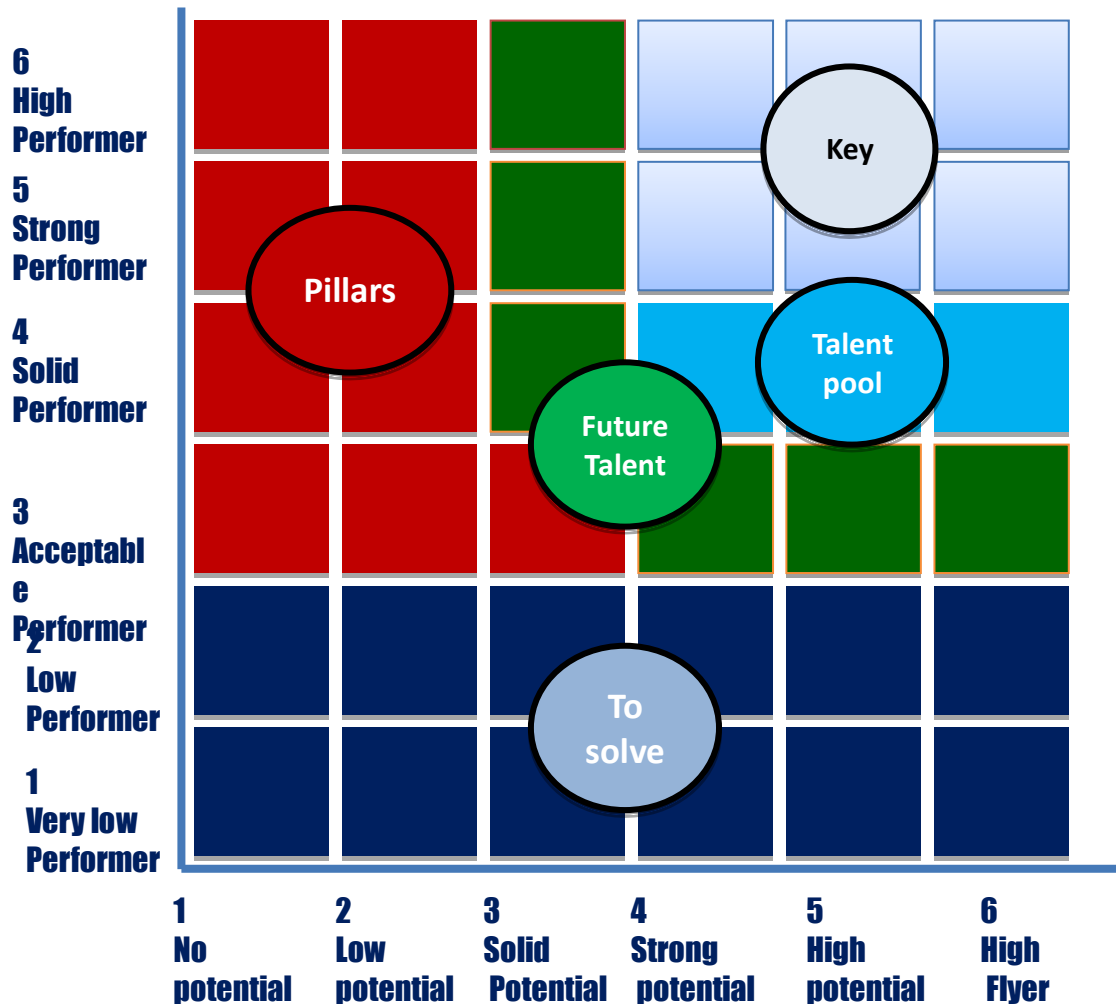 6
High
Performer
5
Strong
Performer
4
Solid
Performer
3
Acceptabl
e
Performer
2
Low
Performer
1
Very low
Performer
Key
Pillars
Talent
pool
Future
Talent
To
solve
1
No
potential
2
Low
potential
3
Solid
Potential
4
Strong
potential
5
High
potential
6
High
Flyer